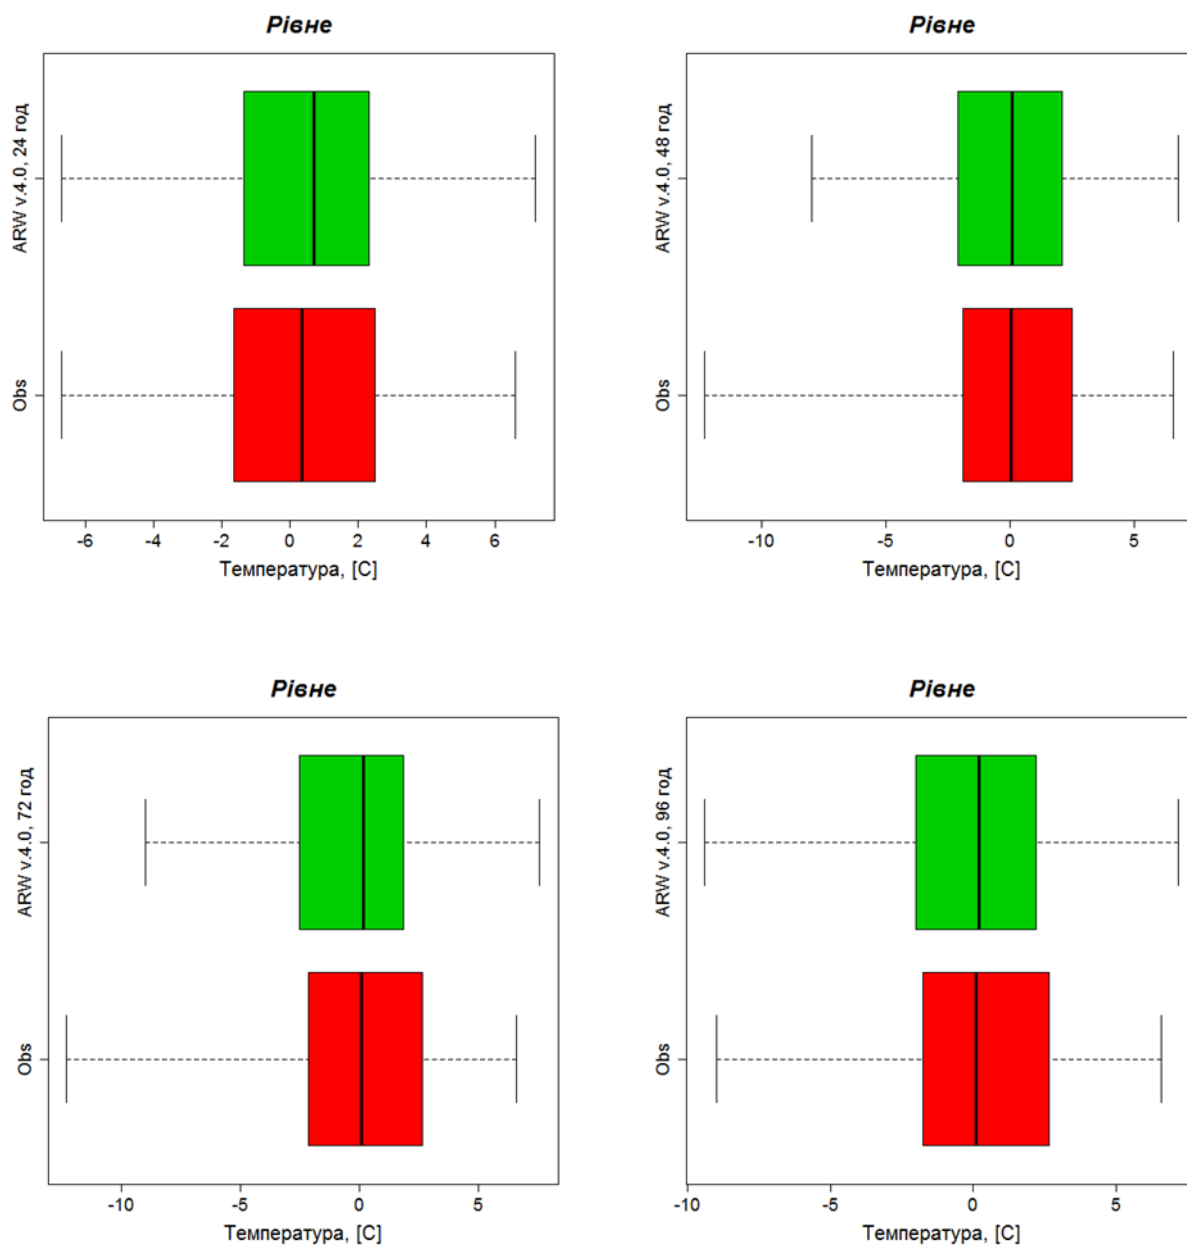 Рівне
ARW v.4.0, 24 год
Obs
-6 -4 -2 0 2 4 6
Температура, [C]
Рівне
ARW v.4.0, 48 год
Obs
-10 -5 0 5
Температура, [C]
Рівне
ARW v.4.0, 72 год
Obs
-10 -5 0 5
Температура, [C]
Рівне
ARW v.4.0, 96 год
Obs
-10 -5 0 5
Температура, [C]